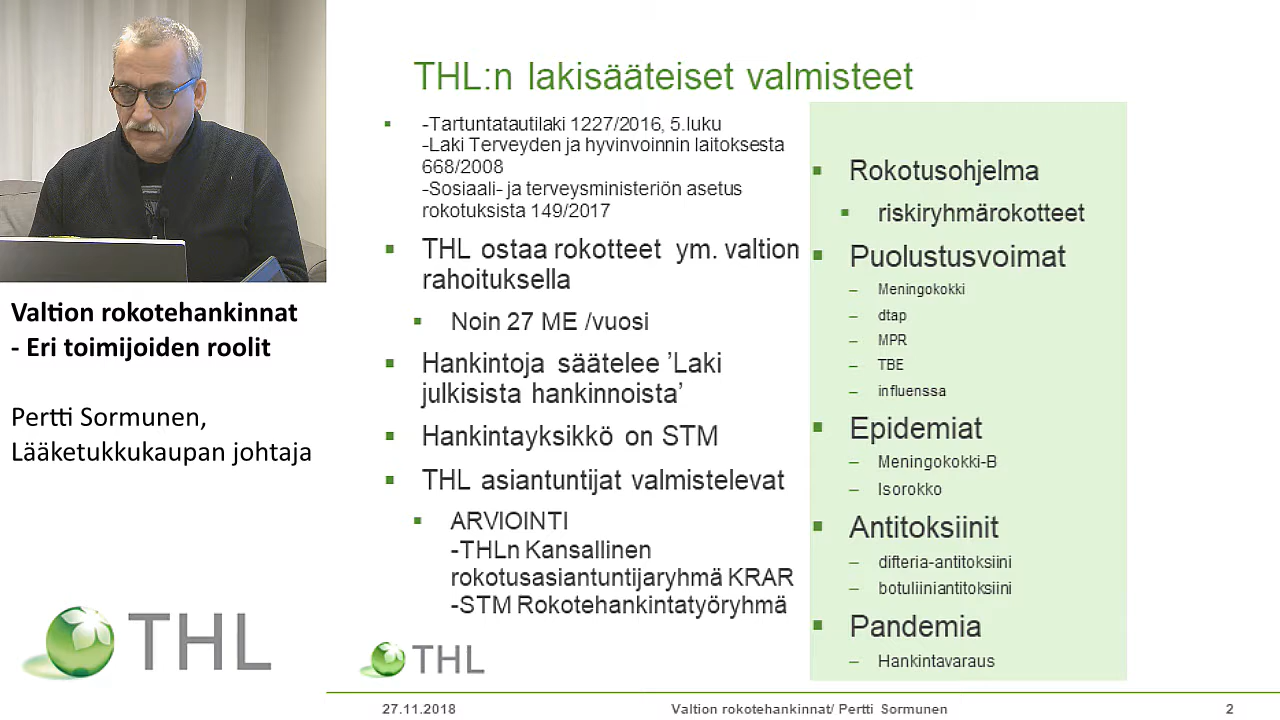 Valtion rokotehankinnat
- Eri toimijoiden roolit
Pertti Sormunen,
Lääketukkukaupan johtaja
THL
THL:n lakisääteiset valmisteet
-Tartuntatautilaki 1227/2016, 5.luku
-Laki Terveyden ja hyvinvoinnin laitoksesta
668/2008
-Sosiaali- ja terveysministeriön asetus
rokotuksista 149/2017
THL ostaa rokotteet ym. valtion
rahoituksella
Noin 27 ME /vuosi
Hankintoja säätelee ’Laki
julkisista hankinnoista’
Hankintayksikkö on STM
THL asiantuntijat valmistelevat
ARVIOINTI
-THLn Kansallinen
rokotusasiantuntijaryhmä KRAR
-STM Rokotehankintatyöryhmä
Rokotusohjelma
riskiryhmärokotteet
Puolustusvoimat
– Meningokokki
– dtap
– MPR
– TBE
– influenssa
Epidemiat
– Meningokokki-B
– Isorokko
Antitoksiinit
– difteria-antitoksiini
– botuliiniantitoksiini
Pandemia
– Hankintavaraus
THL
27.11.2018
Valtion rokotehankinnat/ Pertti Sormunen
2